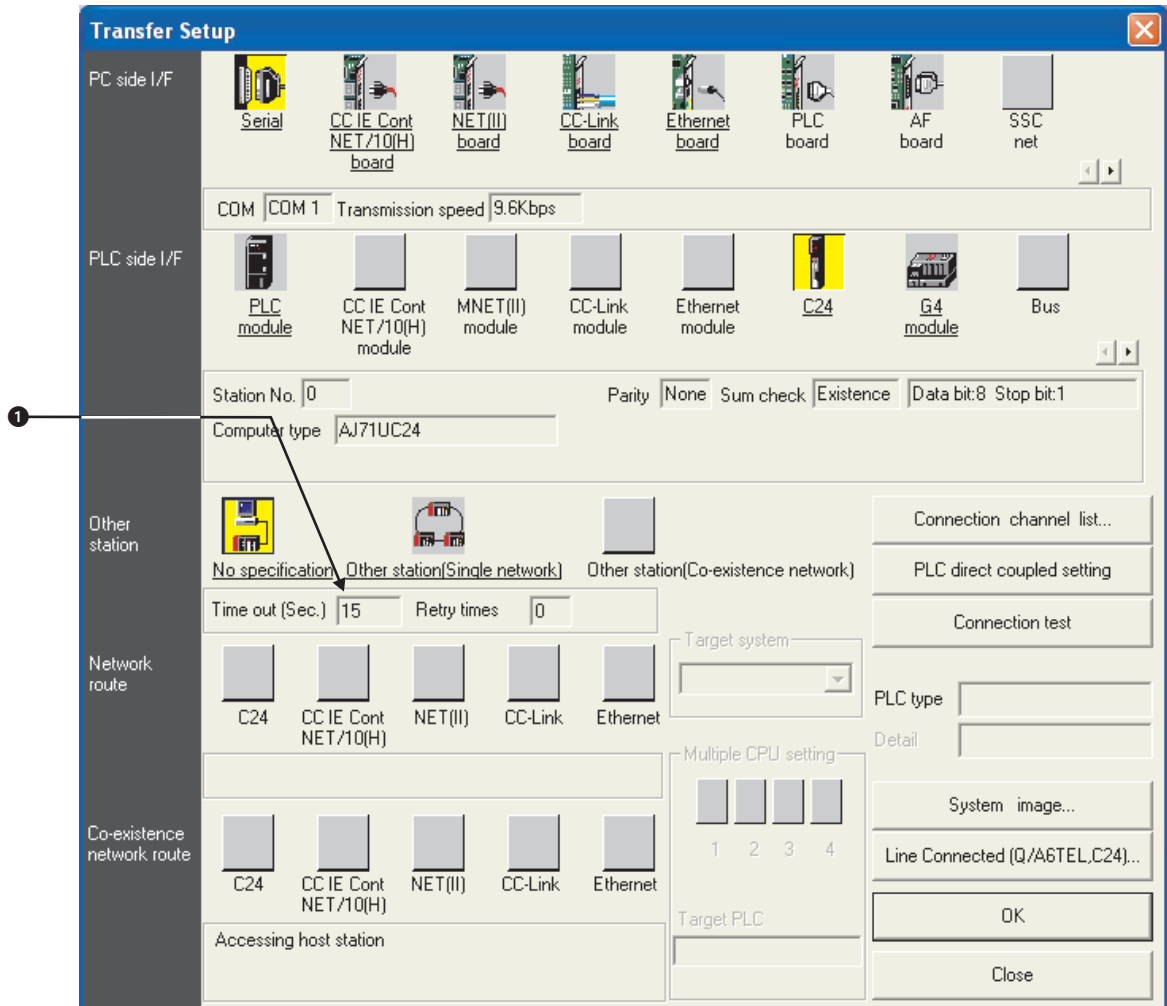 Transfer Setup
PC side I/F
Serial
CC IE Cont
NET/10(H)
board
NET(II)
board
CC-Link
board
Ethernet
board
PLC
board
AF
board
SSC
net
COM COM 1 Transmission speed 9.6Kbps
PLC side I/F
PLC
module
CC IE Cont
NET/10(H)
module
MNET(II)
module
CC-Link
module
Ethernet
module
C24
G4
module
Bus
Station No. 0 Parity None Sum check Existence Data bit:8 Stop bit:1
1
Computer type AJ71UC24
Other
station
No specification Other station(Single network) Other station(Co-existence network)
Connection channel list...
PLC direct coupled setting
Time out (Sec.) 15 Retry times 0
Connection test
Network
route
C24
CC IE Cont
NET/10(H)
NET(II)
CC-Link
Ethernet
Target system
PLC type
Detail
Multiple CPU setting
1 2 3 4
System image...
Line Connected (Q/A6TEL,C24)...
Co-existence
network route
C24
CC IE Cont
NET/10(H)
NET(II)
CC-Link
Ethernet
Target PLC
Accessing host station
OK
Close